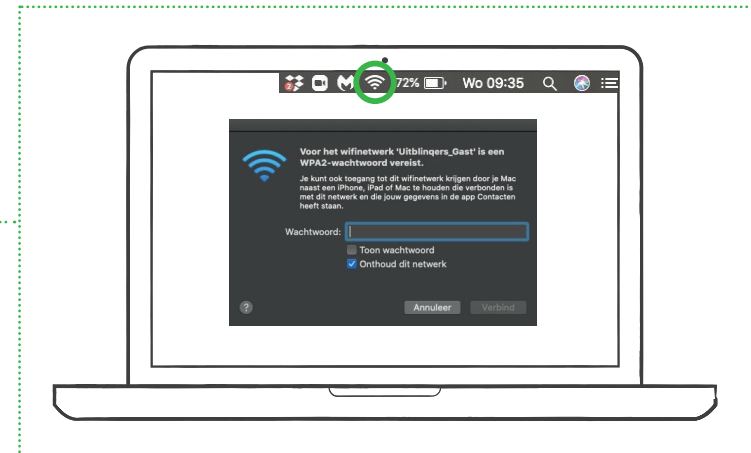 72% Wo 09:35
Voor het wifinetwerk 'Uitblinqers_Gast' is een
WPA2-wachtwoord vereist.
Je kunt ook toegang tot dit wifinetwerk krijgen door je Mac
naast een iPhone, iPad of Mac te houden die verbonden is
met dit netwerk en die jouw gegevens in de app Contacten
heeft staan.
Wachtwoord:
Toon wachtwoord
Onthoud dit netwerk
? Annuleer Verbind